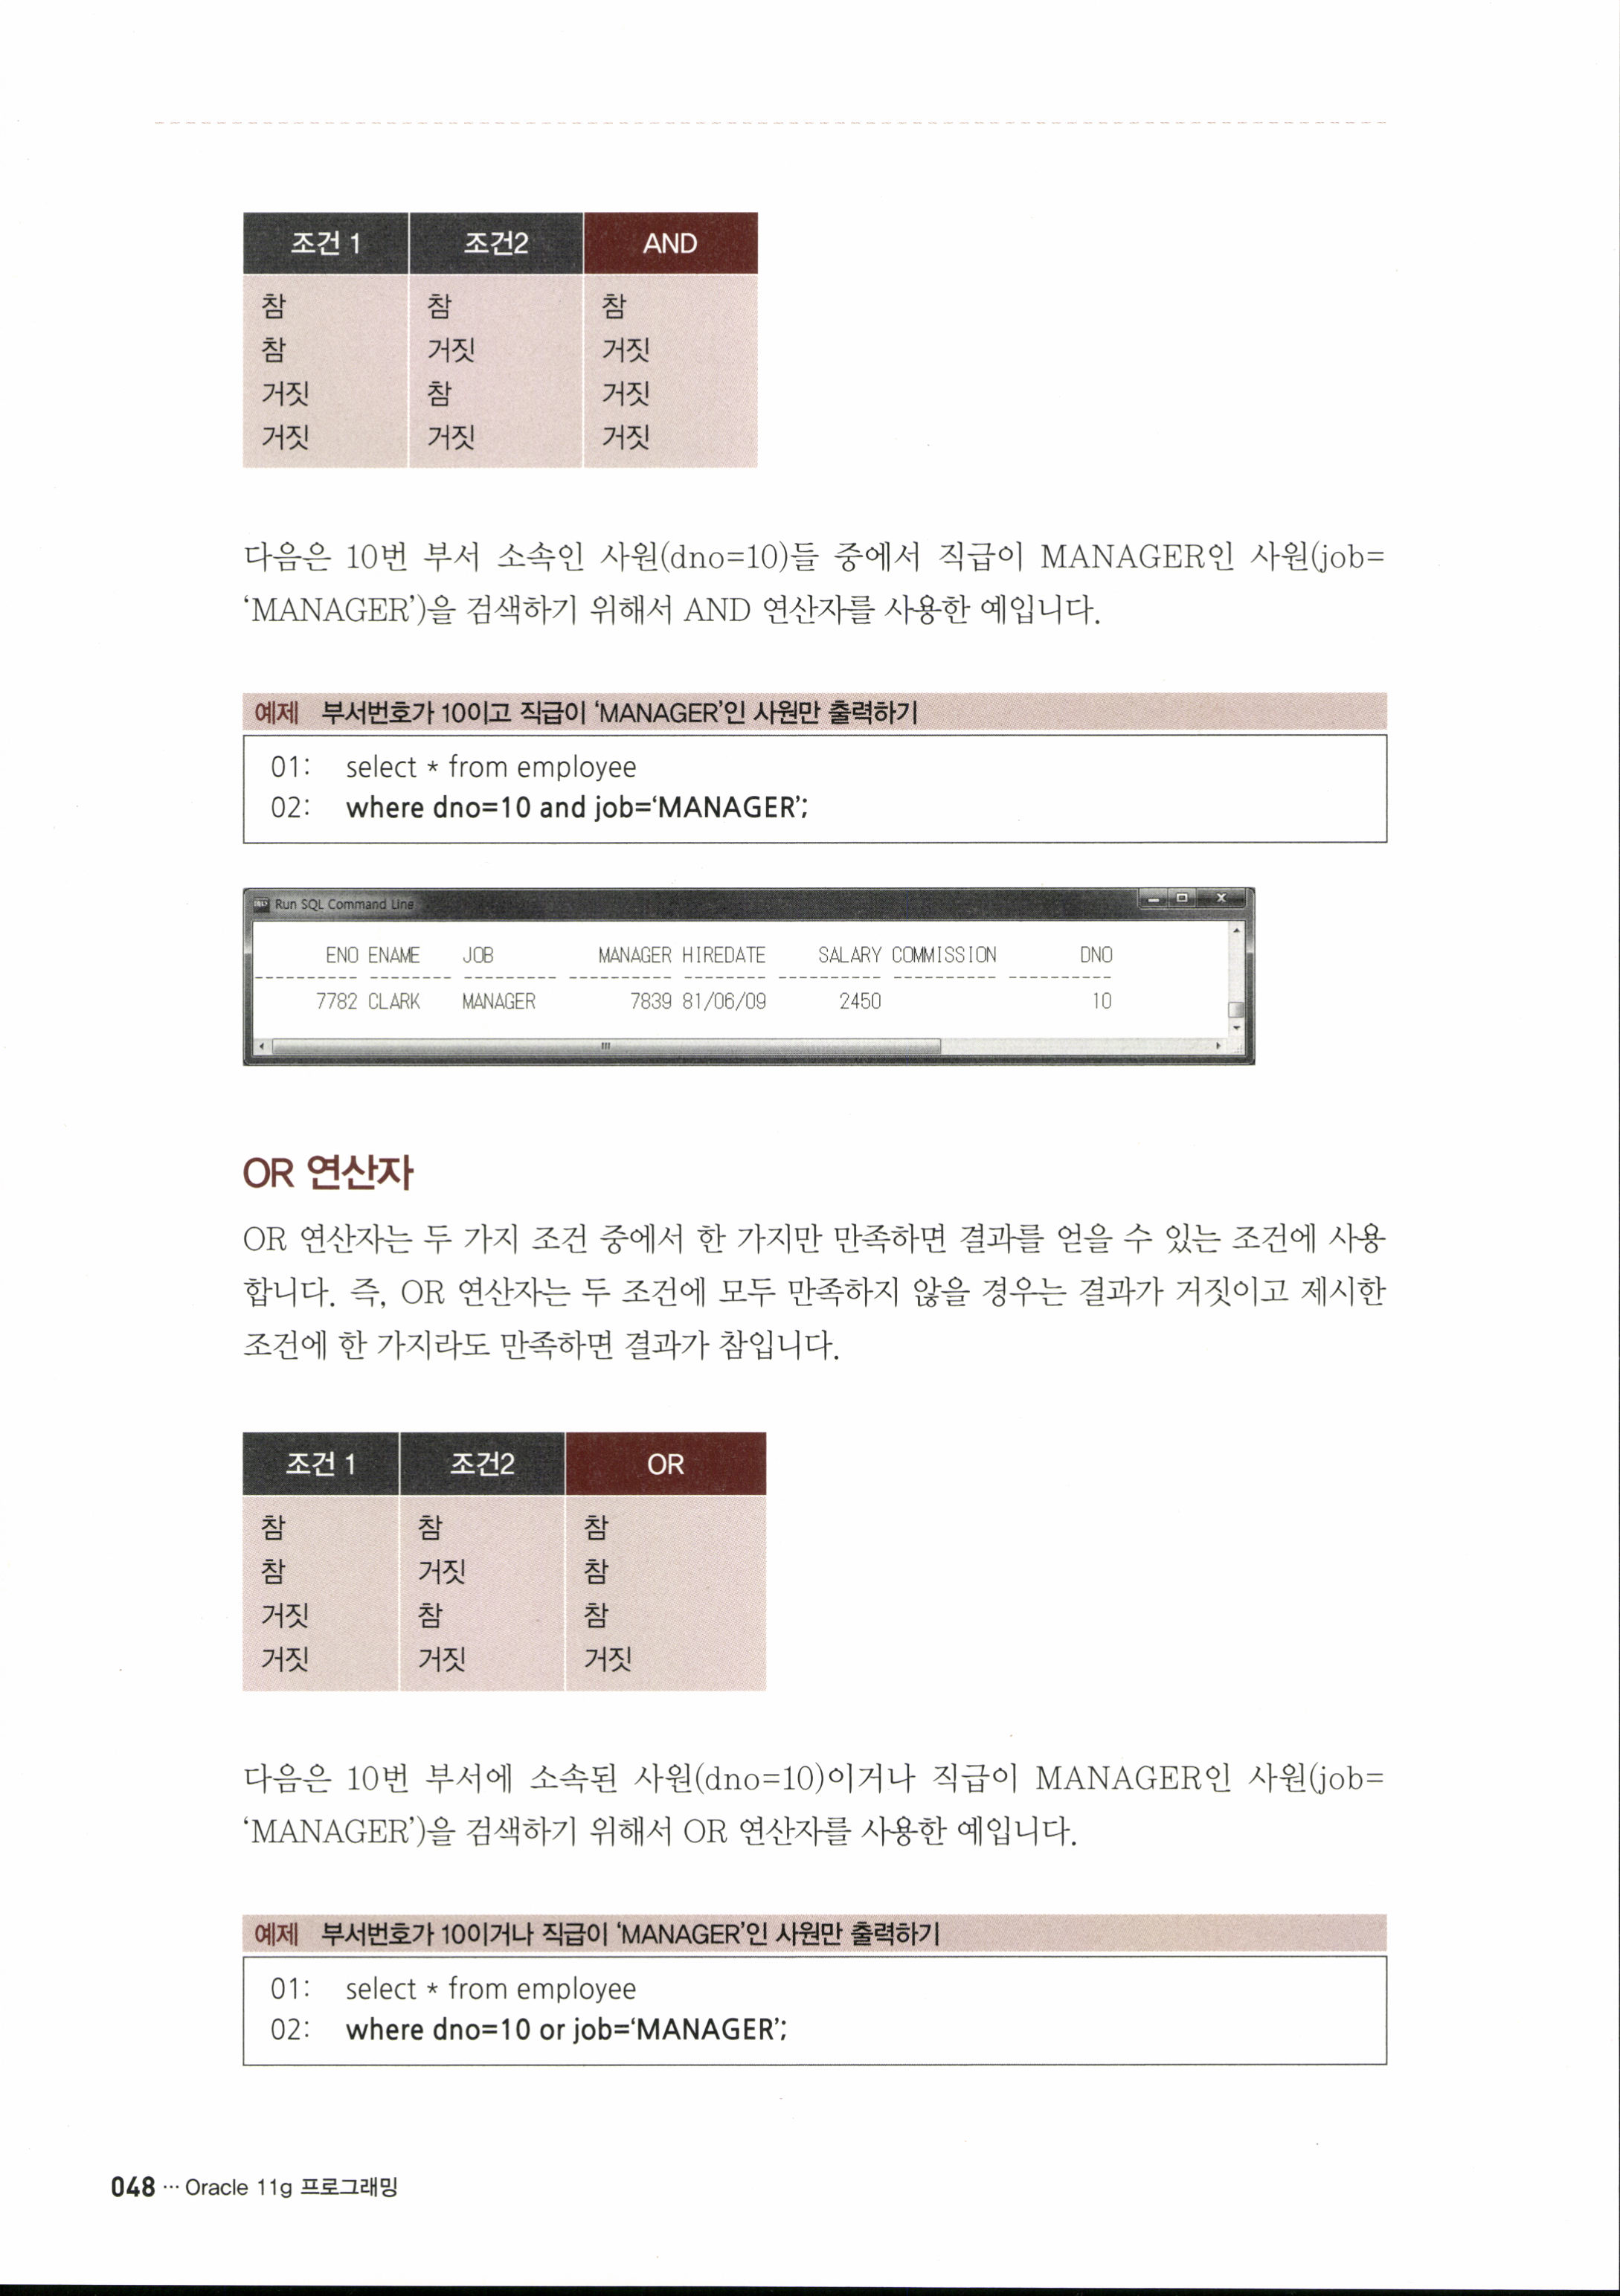 조건 1 조건2 AND
참 참 참
참 거짓 거짓
거짓 참 거짓
거짓 거짓 거짓
다음은 10번 부서 소속인 사원(dno=10)들 중에서 직급이 MANAGER인 사원(job=
‘MANAGER’)을 검색하기 위해서 AND 연산자를 사용한 예입니다.
예제 부서번호가 10이고 직급이 ‘MANAGER’인 사원만 출력하기
01: select * from employee
02: where dno=10 and job=‘MANAGER’;
Run SQL Command Line
ENO ENAME JOB MANAGER HIREDATE SALARY COMMISSION DNO
---------- -------- --------- ---------- -------- ---------- ---------- ----------
7782 CLARK MANAGER 7839 81/06/09 2450 10
OR 연산자
OR 연산자는 두 가지 조건 중에서 한 가지만 만족하면 결과를 얻을 수 있는 조건에 사용
합니다. 즉, OR 연산자는 두 조건에 모두 만족하지 않을 경우는 결과가 거짓이고 제시한
조건에 한 가지라도 만족하면 결과가 참입니다.
조건 1 조건2 OR
참 참 참
참 거짓 참
거짓 참 참
거짓 거짓 거짓
다음은 10번 부서에 소속된 사원(dno=10)이거나 직급이 MANAGER인 사원(job=
‘MANAGER’)을 검색하기 위해서 OR 연산자를 사용한 예입니다.
예제 부서번호가 10이거나 직급이 ‘MANAGER’인 사원만 출력하기
01: select * from employee
02: where dno=10 or job=‘MANAGER’;
048 ··· Oracle 11g 프로그래밍